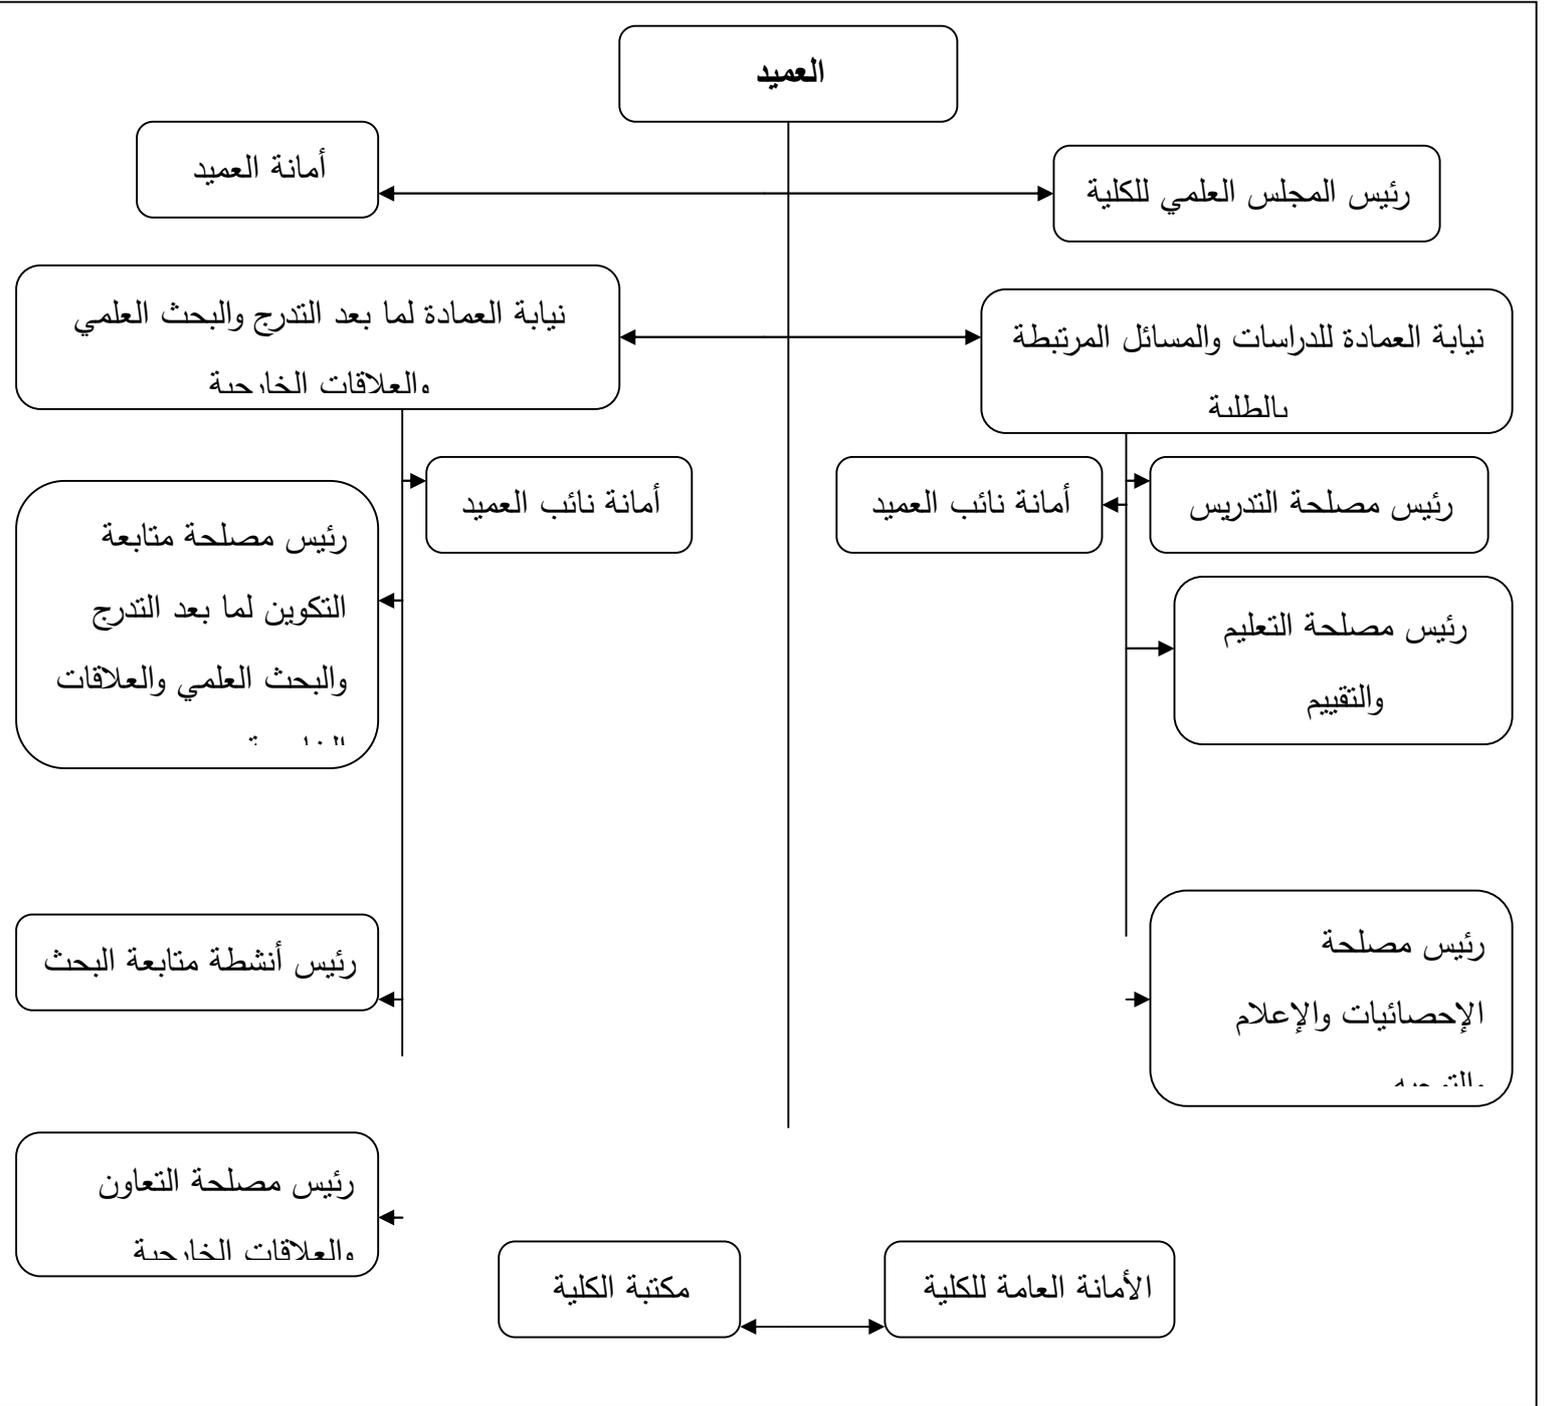 العميد
أمانة العميد
رئيس المجلس العلمي للكلية
نيابة العمادة لما بعد التدرج والبحث العلمي
والعلاقات الخارجية
نيابة العمادة للدراسات والمسائل المرتبطة
بالطلبة
أمانة نائب العميد
أمانة نائب العميد
رئيس مصلحة التدريس
رئيس مصلحة متابعة
التكوين لما بعد التدرج
والبحث العلمي والعلاقات
رئيس مصلحة التعليم
والتقييم
رئيس أنشطة متابعة البحث
رئيس مصلحة
الإحصائيات والإعلام
والتوجيه
رئيس مصلحة التعاون
والعلاقات الخارجية
مكتبة الكلية
الأمانة العامة للكلية